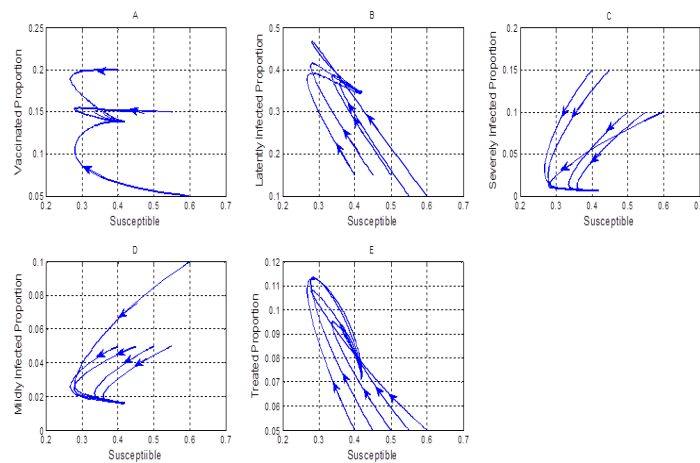 A
0.25
0.2
0.15
0.1
0.05
0.2 0.3 0.4 0.5 0.6 0.7
Susceptible
Vaccinated Proportion
B
0.5
0.4
0.3
0.2
0.1
0.2 0.3 0.4 0.5 0.6 0.7
Susceptible
Latently Infected Proportion
C
0.2
0.15
0.1
0.05
0
0.2 0.3 0.4 0.5 0.6 0.7
Susceptible
Severely Infected Proportion
D
0.1
0.08
0.06
0.04
0.02
0
0.2 0.3 0.4 0.5 0.6 0.7
Susceptiible
Mildly Infected Proportion
E
0.12
0.11
0.1
0.09
0.08
0.07
0.06
0.05
0.2 0.3 0.4 0.5 0.6 0.7
Susceptible
Treated Proportion